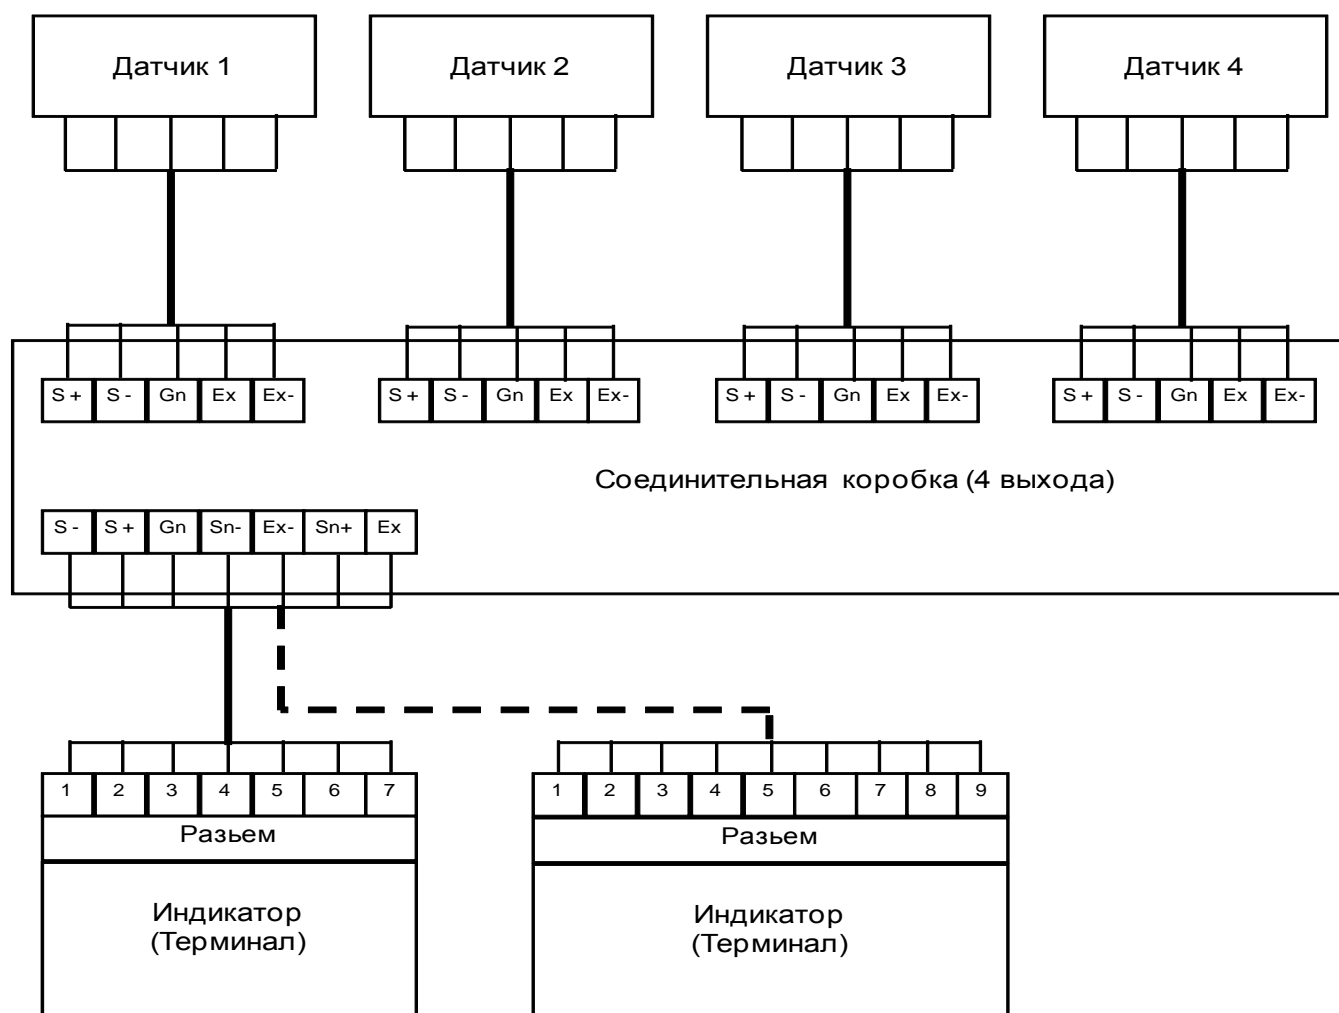 Датчик 1
Датчик 2
Датчик 3
Датчик 4
S + S - Gn Ex Ex-
S + S - Gn Ex Ex-
S + S - Gn Ex Ex-
S + S - Gn Ex Ex-
Соединительная коробка (4 выхода)
S - S + Gn Sn- Ex- Sn+ Ex
1 2 3 4 5 6 7
Разьем
Индикатор
(Терминал)
1 2 3 4 5 6 7 8 9
Разьем
Индикатор
(Терминал)